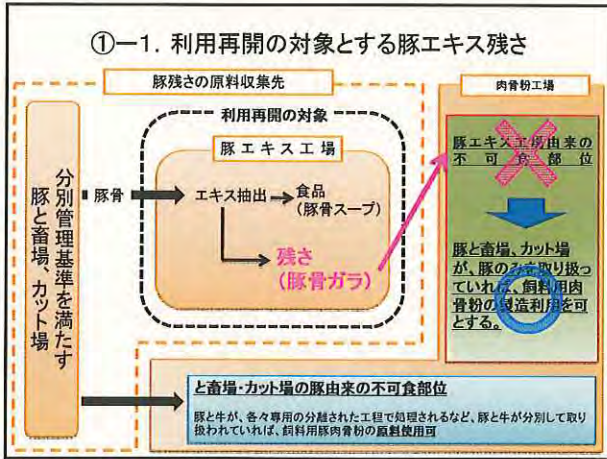 ①ー1. 利用再開の対象とする豚エキス残さ
豚残さの原料収集先
肉骨粉工場
利用再開の対象
豚エキス工場
分別管理基準を満たす
豚と畜場、カット場
豚骨
エキス抽出
食品
(豚骨スープ)
残さ
(豚骨ガラ)
豚エキス工場由来の
不可食部位
豚と畜場、カット場
が、豚のみを取り扱っ
ていれば、飼料用肉
骨粉の製造利用を可
とする。
と畜場・カット場の豚由来の不可食部位
豚と牛が、各々専用の分離された工程で処理されるなど、豚と牛が分別して取り
扱われていれば、飼料用豚肉骨粉の原料使用可